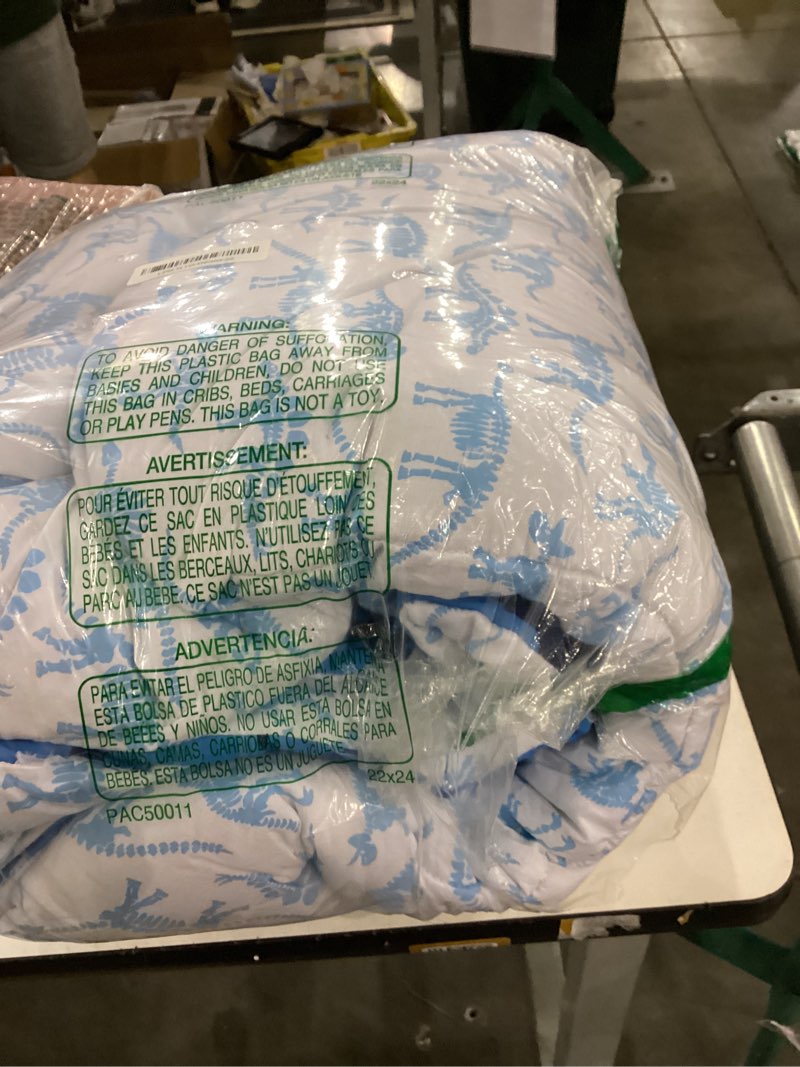 22x24
WARNING:
TO AVOID DANGER OF SUFFOCATION,
KEEP THIS PLASTIC BAG AWAY FROM
BABIES AND CHILDREN, DO NOT USE
THIS BAG IN CRIBS, BEDS, CARRIAGES
OR PLAY PENS. THIS BAG IS NOT A TOY.
AVERTISSEMENT:
POUR ÉVITER TOUT RISQUE D'ÉTOUFFEMENT,
GARDEZ CE SAC EN PLASTIQUE LOIN DES
BÉBÉS ET LES ENFANTS. N'UTILISEZ PAS CE
SAC DANS LES BERCEAUX, LITS, CHARIOTS OU
PARC AU BEBE. CE SAC N'EST PAS UN JOUET
ADVERTENCIA:
PARA EVITAR EL PELIGRO DE ASFIXIA, MANTENGA
ESTA BOLSA DE PLASTICO FUERA DEL ALCANCE
DE BEBES Y NIÑOS. NO USAR ESTA BOLSA EN
CUNAS, CAMAS, CARRIOLAS O CORRALES PARA
BEBES. ESTA BOLSA NO ES UN JUGUETE.
22x24
PAC50011